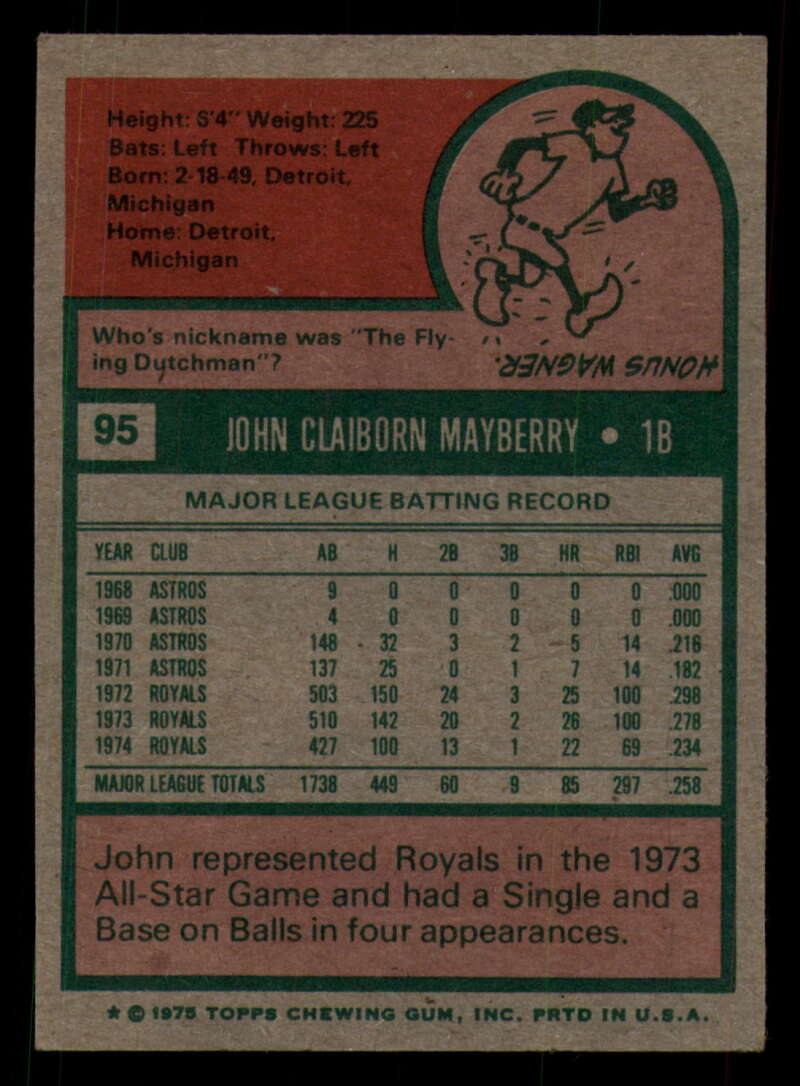 Height: 6'4" Weight: 225
Bats: Left Throws: Left
Born: 2-18-49, Detroit,
Michigan
Home: Detroit,
Michigan
Who's nickname was "The Fly-
ing Dutchman"?
HONUS WAGNER.
95 JOHN CLAIBORN MAYBERRY • 1B
MAJOR LEAGUE BATTING RECORD
YEAR CLUB AB H 2B 3B HR RBI AVG
1968 ASTROS 9 0 0 0 0 0 .000
1969 ASTROS 4 0 0 0 0 0 .000
1970 ASTROS 148 32 3 2 5 14 .216
1971 ASTROS 137 25 0 1 7 14 .182
1972 ROYALS 503 150 24 3 25 100 .298
1973 ROYALS 510 142 20 2 26 100 .278
1974 ROYALS 427 100 13 1 22 69 .234
MAJOR LEAGUE TOTALS 1738 449 60 9 85 297 .258
John represented Royals in the 1973
All-Star Game and had a Single and a
Base on Balls in four appearances.
★ © 1975 TOPPS CHEWING GUM, INC. PRTD IN U.S.A.